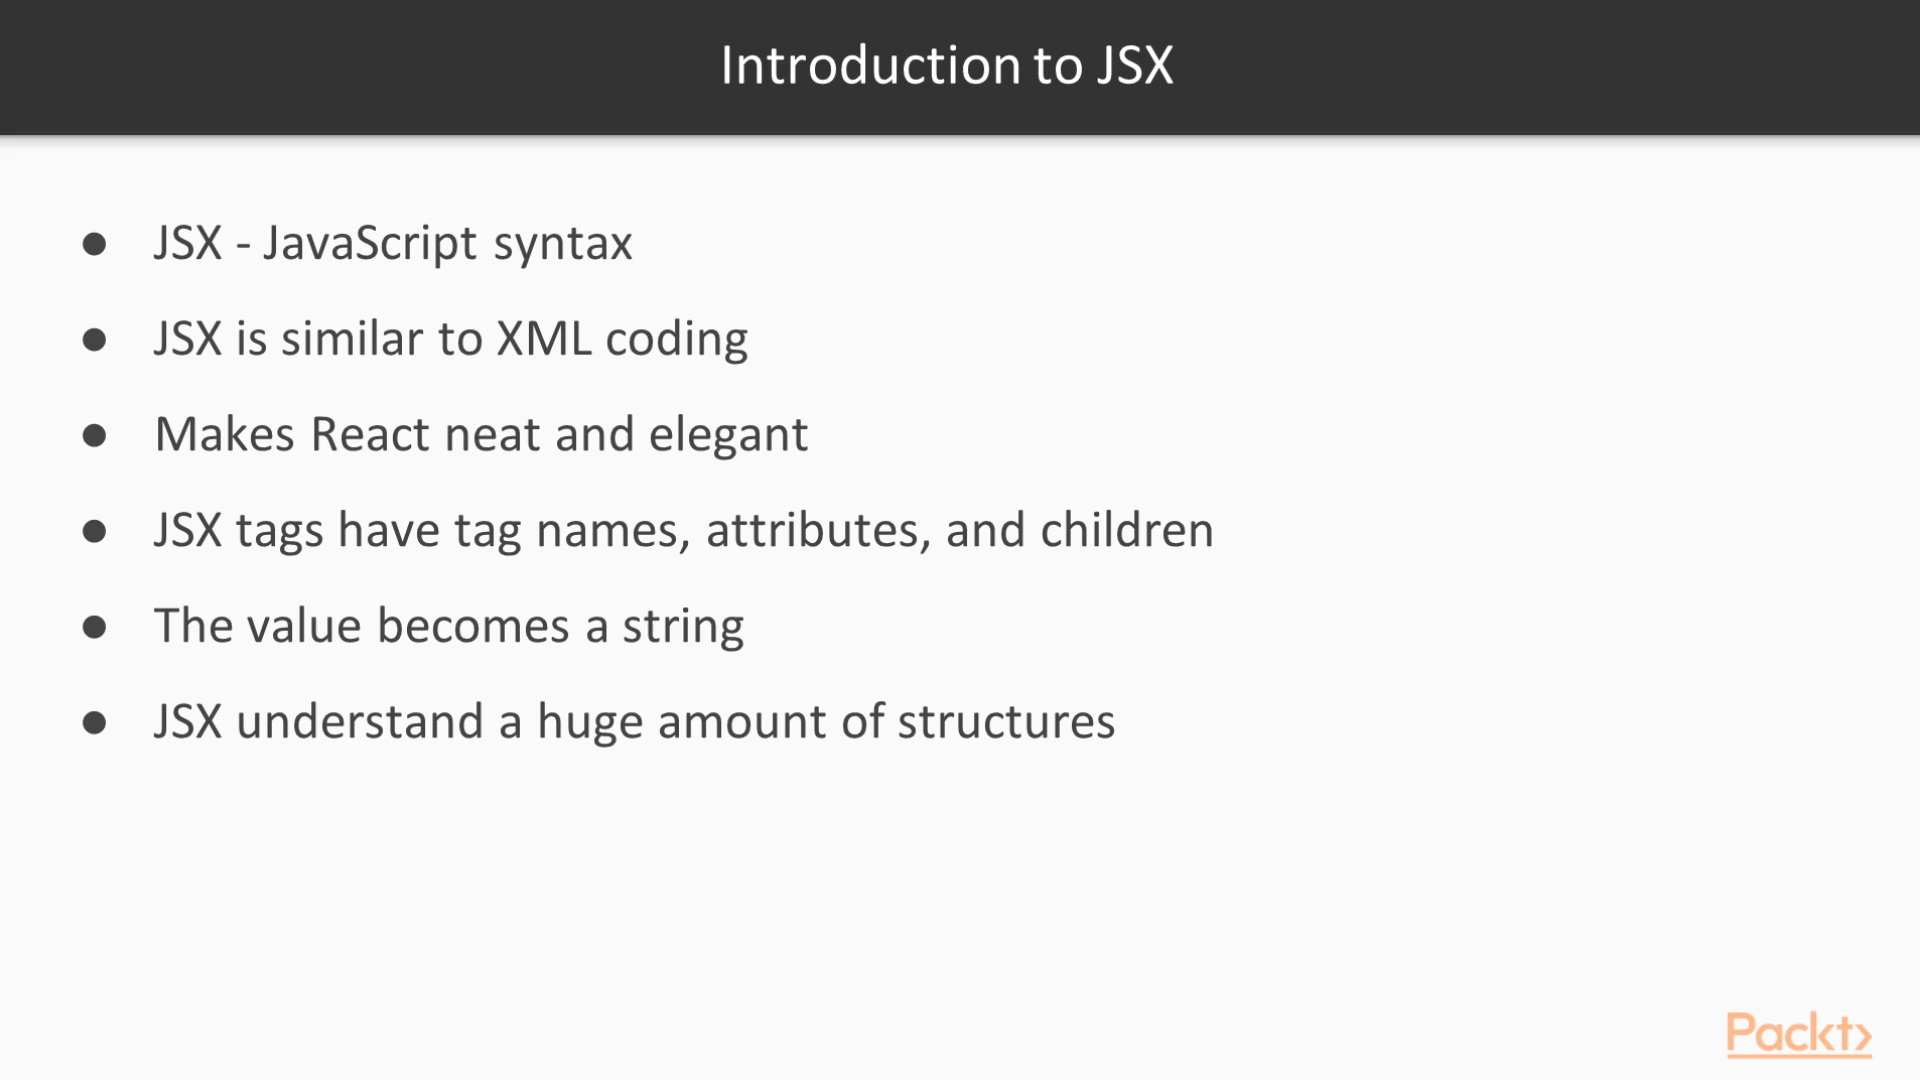 Introduction to JSX
● JSX - JavaScript syntax
● JSX is similar to XML coding
● Makes React neat and elegant
● JSX tags have tag names, attributes, and children
● The value becomes a string
● JSX understand a huge amount of structures
Packt>